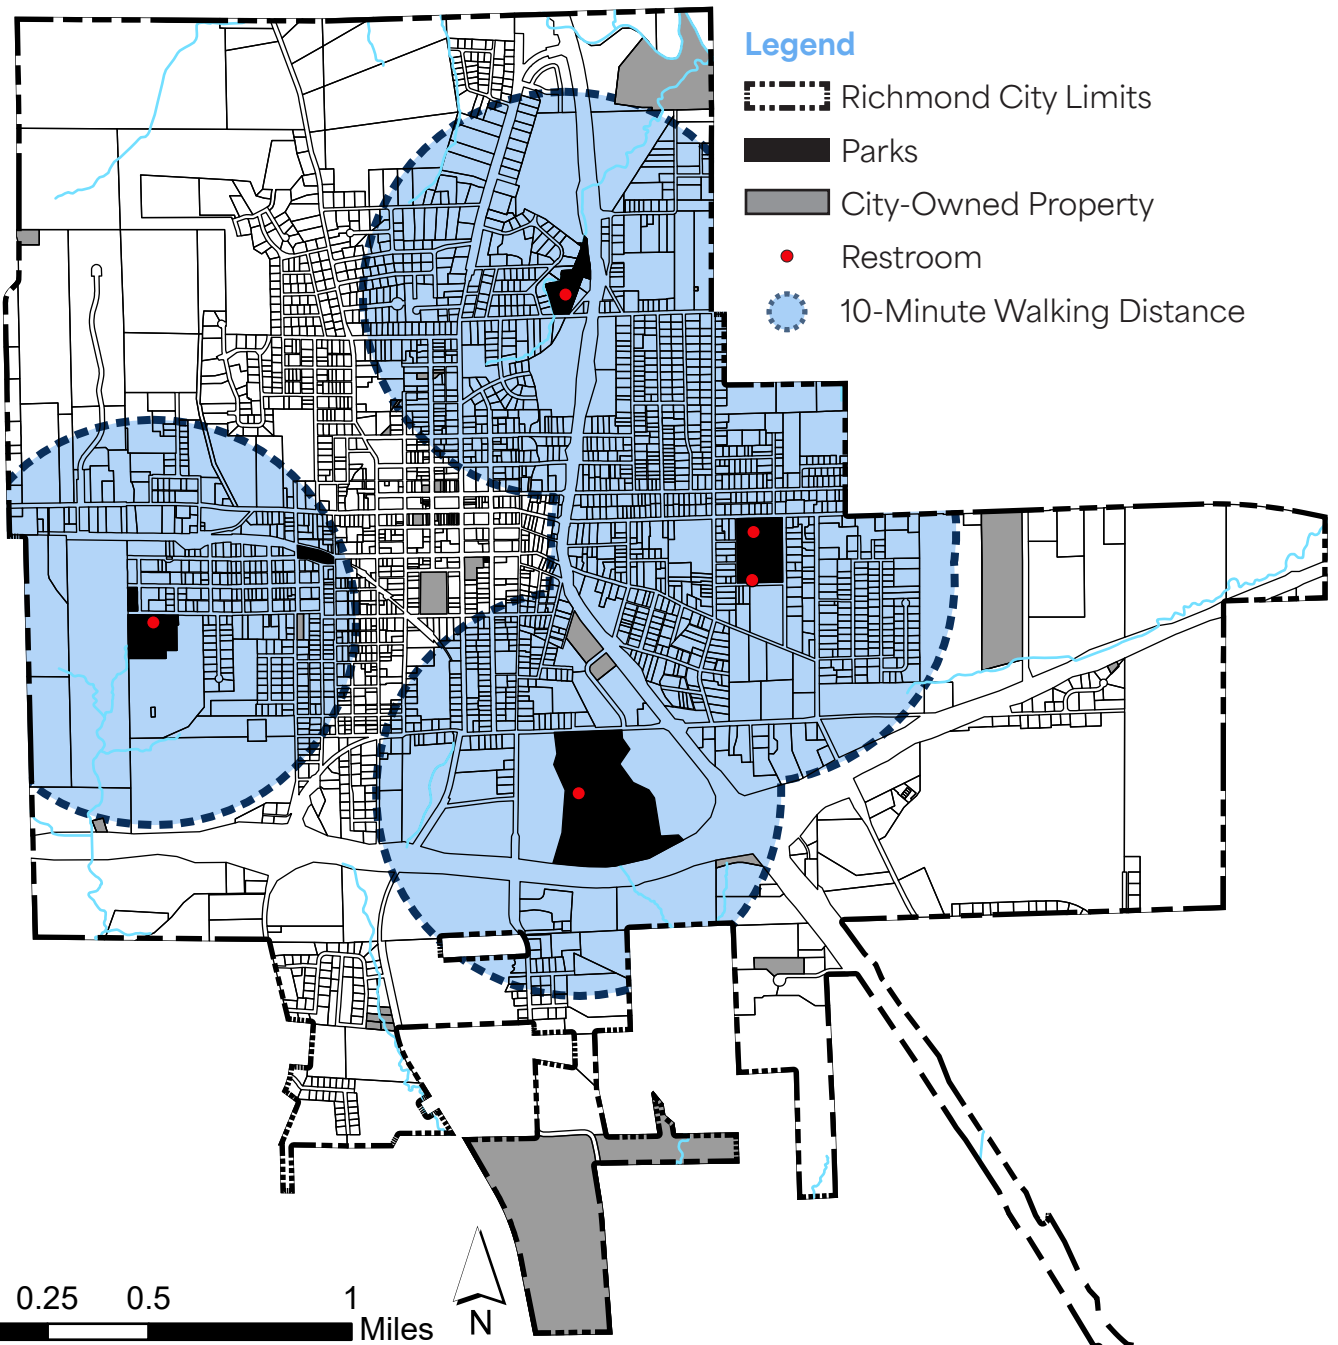 Legend
Richmond City Limits
Parks
City-Owned Property
Restroom
10-Minute Walking Distance
0.25 0.5 1
Miles
N